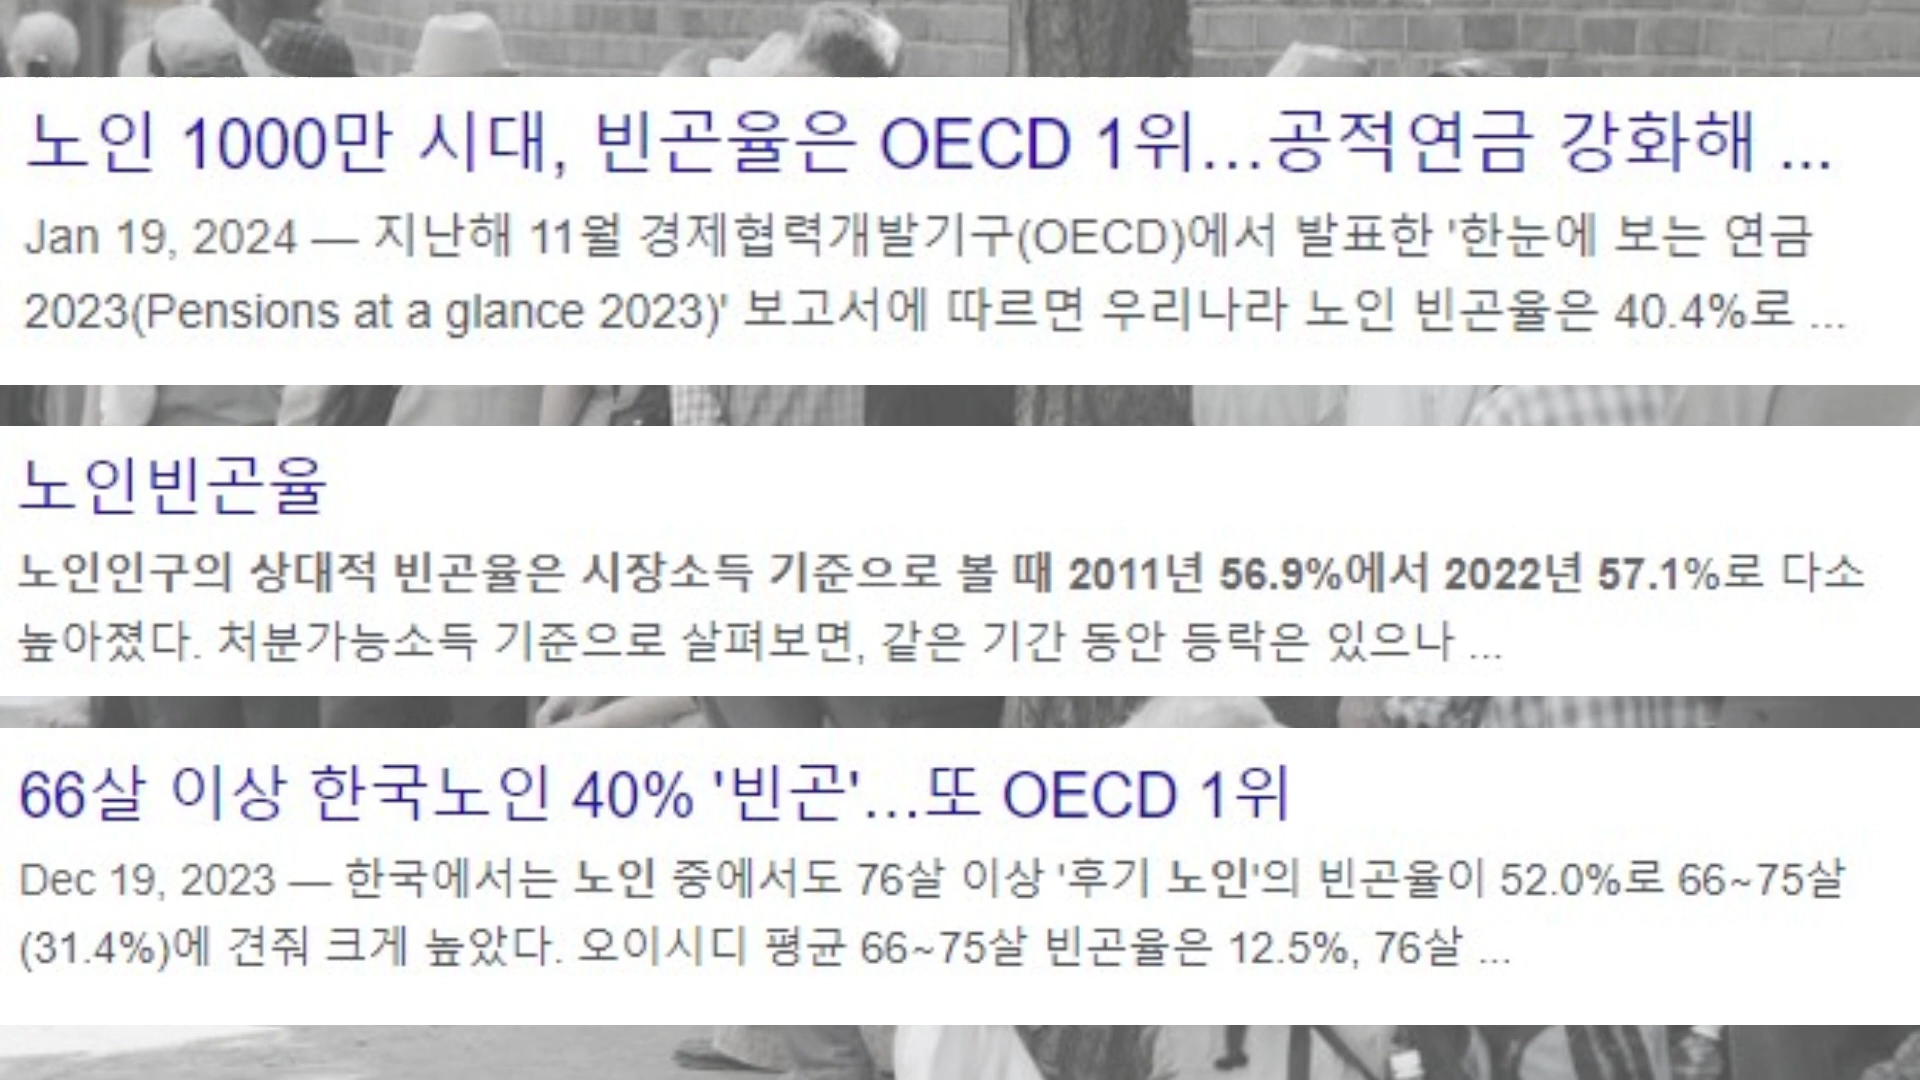 노인 1000만 시대, 빈곤율은 OECD 1위…공적연금 강화해 ...
Jan 19, 2024 — 지난해 11월 경제협력개발기구(OECD)에서 발표한 '한눈에 보는 연금
2023(Pensions at a glance 2023)' 보고서에 따르면 우리나라 노인 빈곤율은 40.4%로 ...
노인빈곤율
노인인구의 상대적 빈곤율은 시장소득 기준으로 볼 때 2011년 56.9%에서 2022년 57.1%로 다소
높아졌다. 처분가능소득 기준으로 살펴보면, 같은 기간 동안 등락은 있으나 ...
66살 이상 한국노인 40% '빈곤'…또 OECD 1위
Dec 19, 2023 — 한국에서는 노인 중에서도 76살 이상 '후기 노인'의 빈곤율이 52.0%로 66~75살
(31.4%)에 견줘 크게 높았다. 오이시디 평균 66~75살 빈곤율은 12.5%, 76살 ...